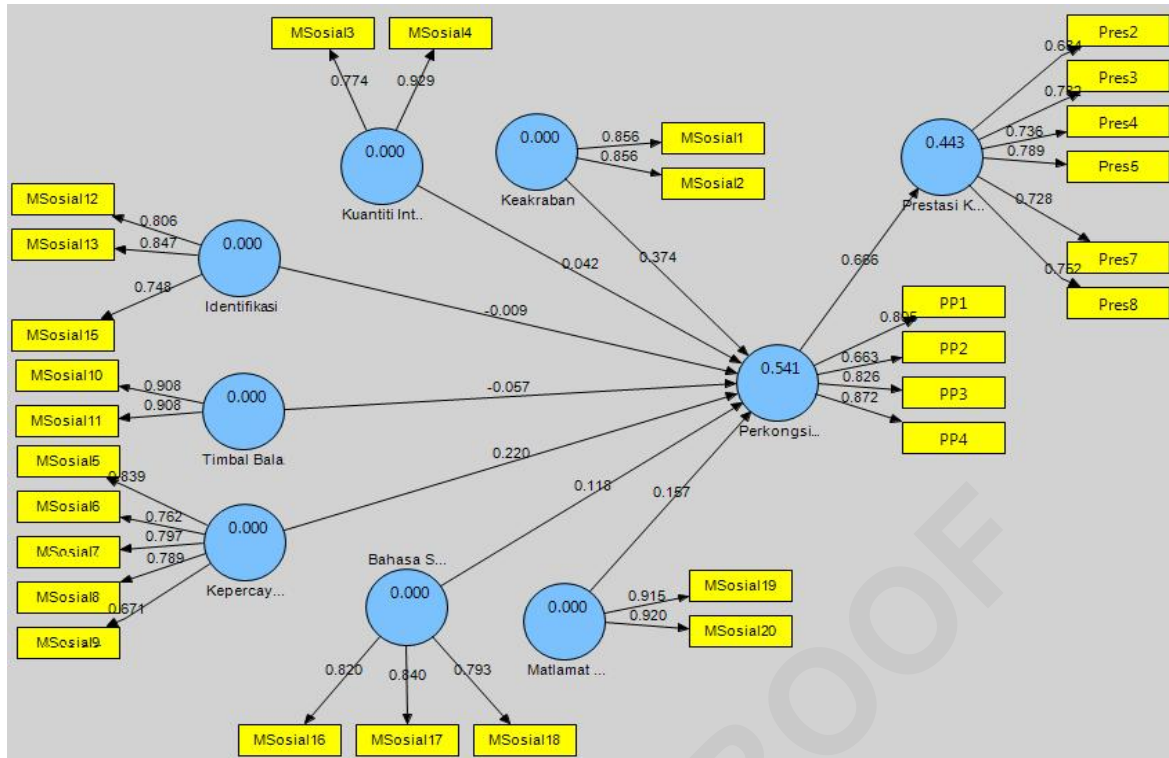 MSosial3
MSosial4
0.774
0.929
0.000
Kuantiti Int..
0.000
Keakraban
0.856
0.856
MSosial1
MSosial2
0.443
Prestasi K...
0.736
0.789
0.728
0.752
Pres2
Pres3
Pres4
Pres5
Pres7
Pres8
MSosial12
MSosial13
MSosial15
0.806
0.847
0.748
0.000
Identifikasi
0.042
0.374
-0.009
0.666
MSosial10
MSosial11
0.908
0.908
0.000
Timbal Bala
-0.057
0.541
Perkongsi...
0.663
0.826
0.872
PP1
PP2
PP3
PP4
MSosial5
MSosial6
MSosial7
MSosial8
MSosial9
0.839
0.762
0.797
0.789
0.671
0.000
Kepercay...
0.220
0.118
0.157
Bahasa S...
0.000
0.820
0.840
0.793
MSosial16
MSosial17
MSosial18
0.000
Matlamat ...
0.915
0.920
MSosial19
MSosial20
ROOF